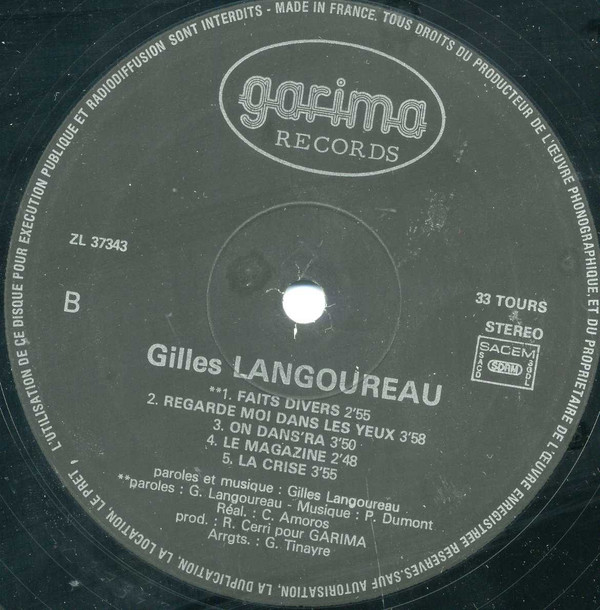 L'UTILISATION DE CE DISQUE POUR EXECUTION PUBLIQUE ET RADIODIFFUSION SONT INTERDITS - MADE IN FRANCE. TOUS DROITS DU PRODUCTEUR DE L'ŒUVRE PHONOGRAPHIQUE, ET DU PROPRIETAIRE DE L'ŒUVRE ENREGISTREE RESERVES. SAUF AUTORISATION, LA DUPLICATION, LA LOCATION, LE PRET,
garima
RECORDS
ZL 37343
B
33 TOURS
STEREO
SACEM
SACD
SDRM
SGDL
Gilles LANGOUREAU
**1. FAITS DIVERS 2'55
2. REGARDE MOI DANS LES YEUX 3'58
3. ON DANS'RA 3'50
4. LE MAGAZINE 2'48
5. LA CRISE 3'55
paroles et musique : Gilles Langoureau
**paroles : G. Langoureau - Musique : P. Dumont
Réal. : C. Amoros
prod. : R. Cerri pour GARIMA
Arrgts. : G. Tinayre